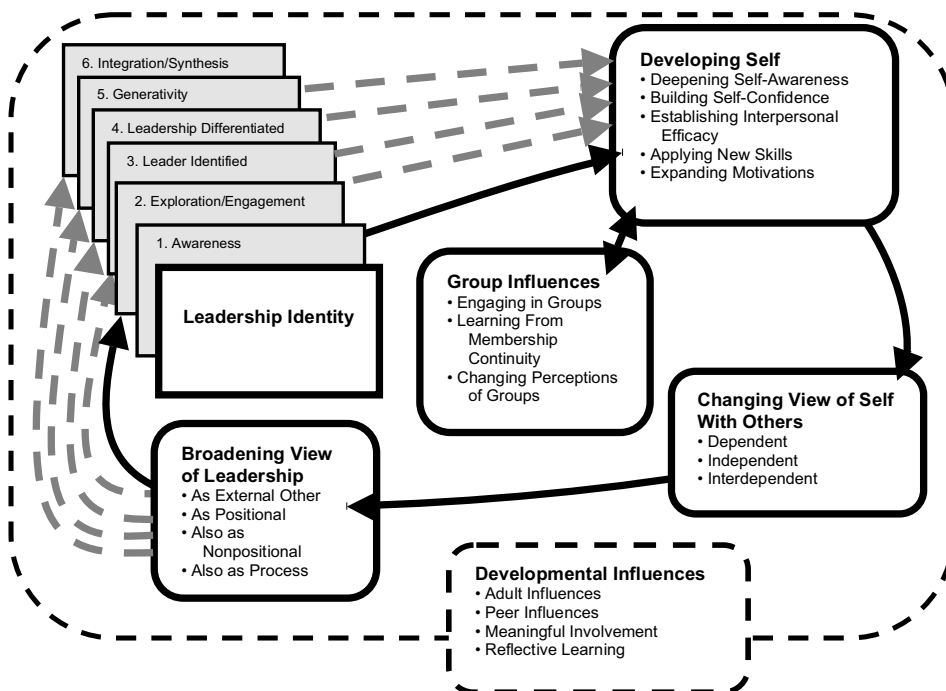 6. Integration/Synthesis
5. Generativity
4. Leadership Differentiated
3. Leader Identified
2. Exploration/Engagement
1. Awareness
Leadership Identity
Developing Self
• Deepening Self-Awareness
• Building Self-Confidence
• Establishing Interpersonal
Efficacy
• Applying New Skills
• Expanding Motivations
Group Influences
• Engaging in Groups
• Learning From
Membership
Continuity
• Changing Perceptions
of Groups
Changing View of Self
With Others
• Dependent
• Independent
• Interdependent
Broadening View
of Leadership
• As External Other
• As Positional
• Also as
Nonpositional
• Also as Process
Developmental Influences
• Adult Influences
• Peer Influences
• Meaningful Involvement
• Reflective Learning